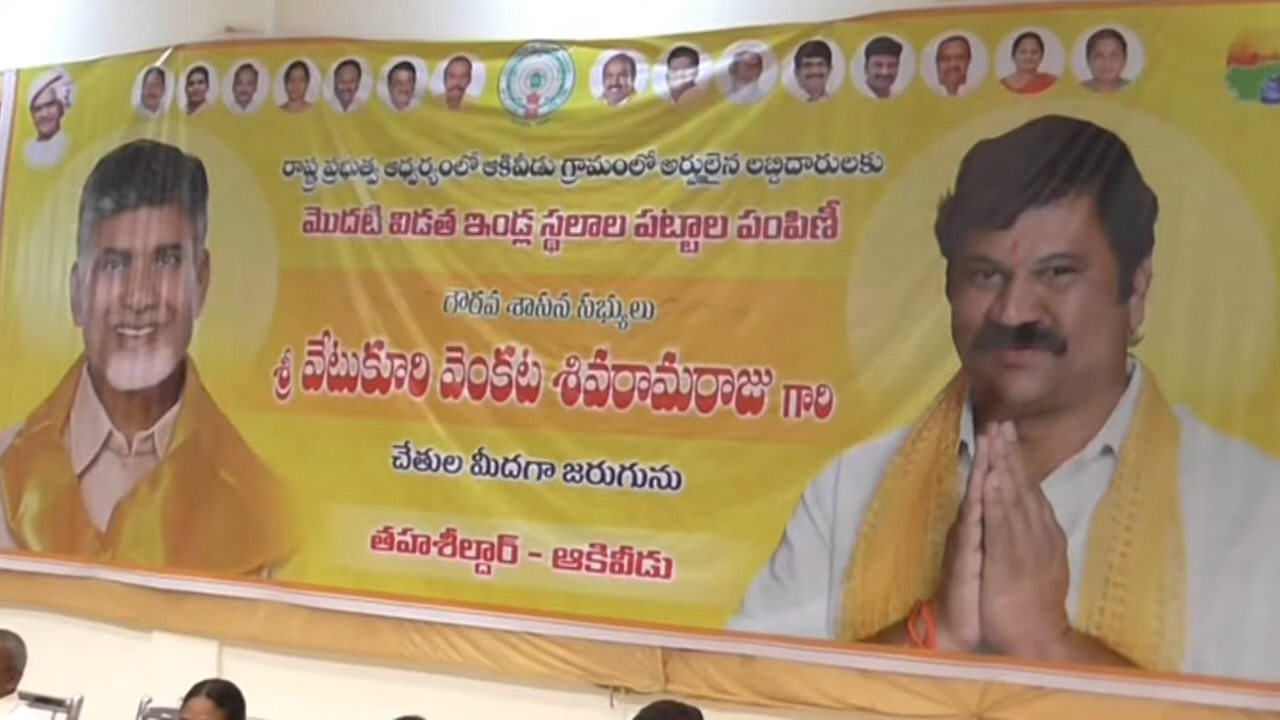 రాష్ట్ర ప్రభుత్వ ఆధ్వర్యంలో ఆకివీడు గ్రామంలో అర్హులైన లబ్దిదారులకు
మొదటి విడత ఇండ్ల స్థలాల పట్టాల పంపిణీ
గౌరవ శాసన సభ్యులు
శ్రీ వేటుకూరి వెంకట శివరామరాజు గారి
చేతుల మీదగా జరుగును
తహశీల్దార్ - ఆకివీడు